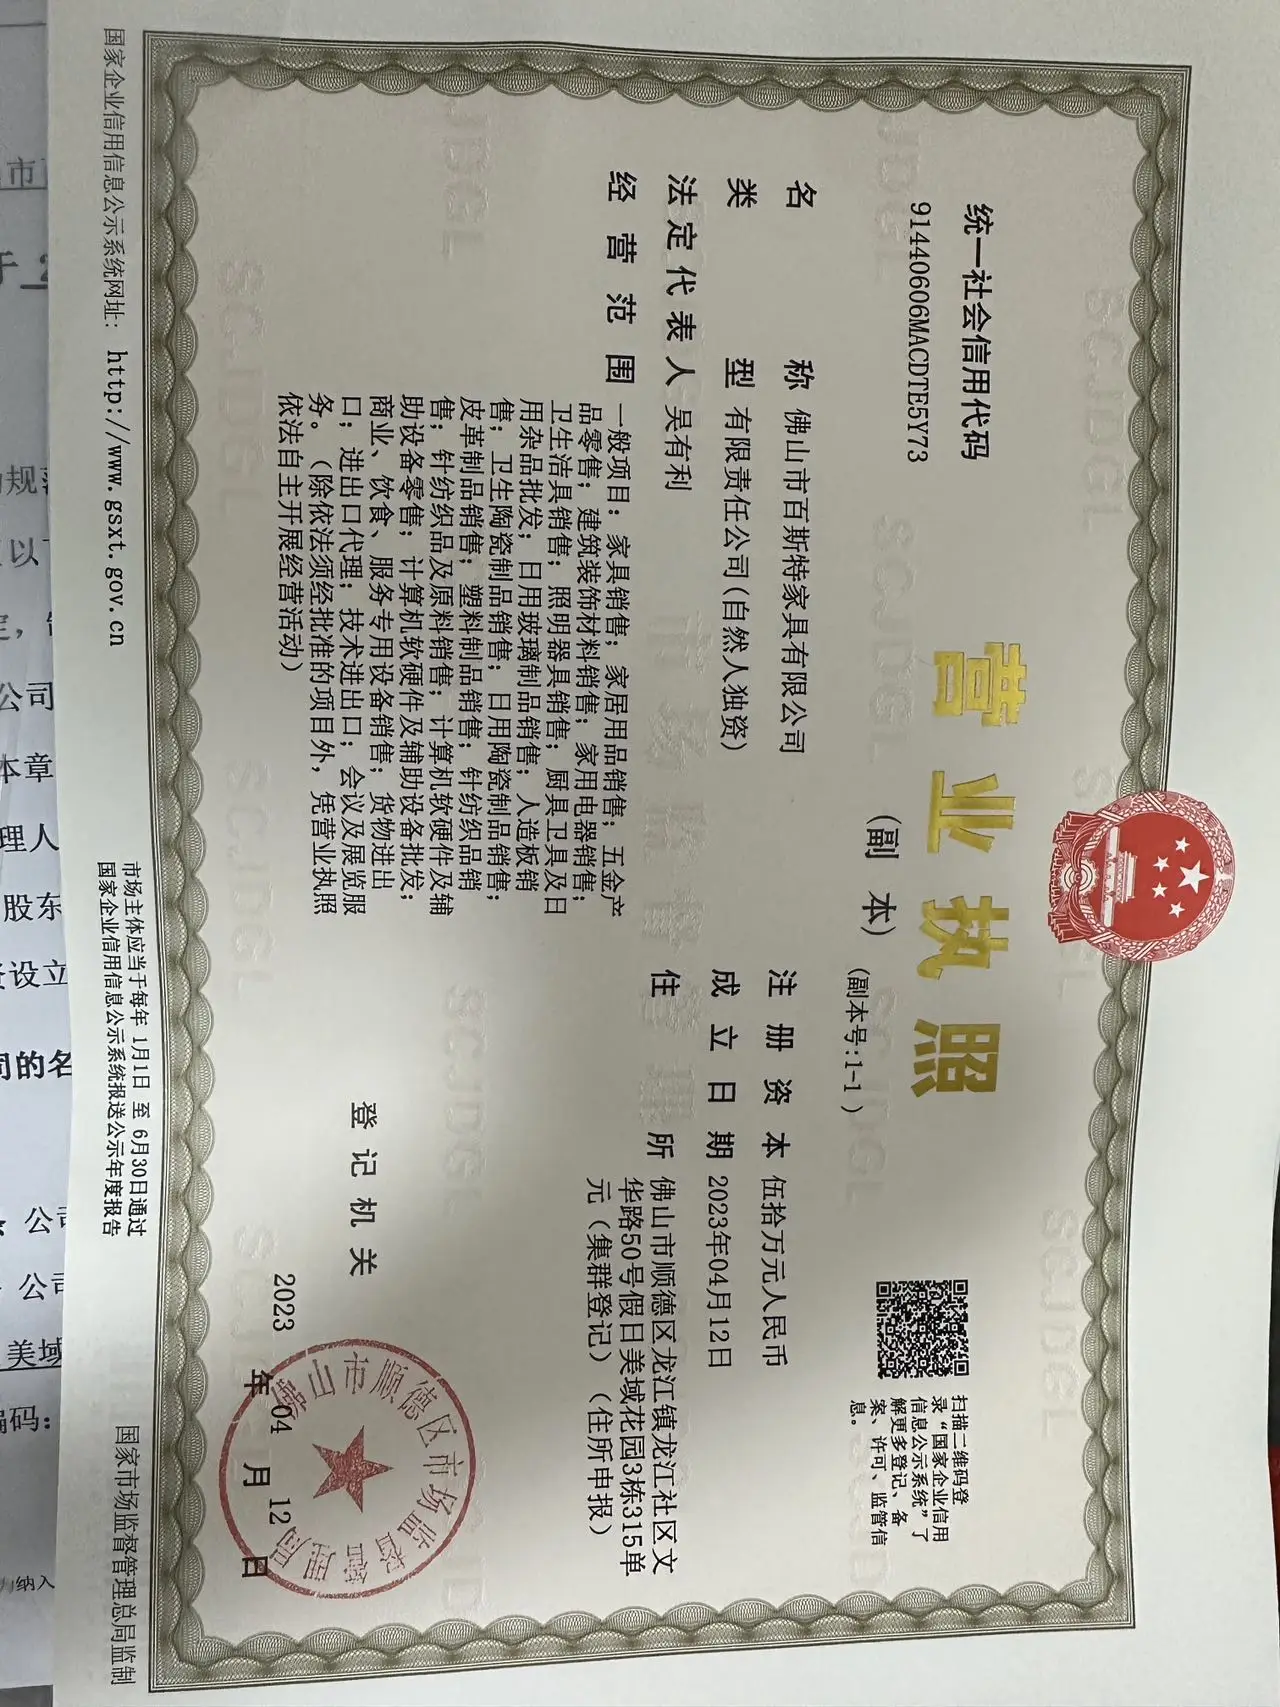 统一社会信用代码
91440606MACDTE5Y73
营业执照
(副 本)
(副本号:1-1)
扫描二维码登
录“国家企业信用
信息公示系统”了
解更多登记、备
案、许可、监管信
息。
名 称 佛山市百斯特家具有限公司
类 型 有限责任公司(自然人独资)
法定代表人 吴有利
经营范围 一般项目：家具销售；家居用品销售；五金产
品零售；建筑装饰材料销售；家用电器销售；
卫生洁具销售；照明器具销售；厨具卫具及日
用杂品批发；日用玻璃制品销售；人造板销
售；卫生陶瓷制品销售；日用陶瓷制品销售；
皮革制品销售；塑料制品销售；针纺织品销
售；针纺织品及原料销售；计算机软硬件及辅
助设备零售；计算机软硬件及辅助设备批发；
商业、饮食、服务专用设备销售；货物进出
口；进出口代理；技术进出口；会议及展览服
务。（除依法须经批准的项目外，凭营业执照
依法自主开展经营活动）
注册资本 伍拾万元人民币
成立日期 2023年04月12日
住 所 佛山市顺德区龙江镇龙江社区文
华路50号假日美域花园3栋315单
元（集群登记）（住所申报）
登记机关
佛山市顺德区市场监督管理局
2023 年 04 月 12 日
国家企业信用信息公示系统网址: http://www.gsxt.gov.cn
市场主体应当于每年 1月1日 至 6月30日通过
国家企业信用信息公示系统报送公示年度报告
国家市场监督管理总局监制
SCJDGL
市场监督管理